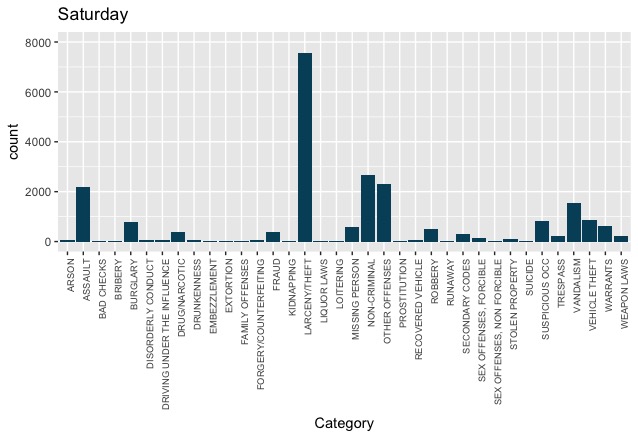 Saturday
8000
6000
4000
2000
0
count
ARSON
ASSAULT
BAD CHECKS
BRIBERY
BURGLARY
DISORDERLY CONDUCT
DRIVING UNDER THE INFLUENCE
DRUG/NARCOTIC
DRUNKENNESS
EMBEZZLEMENT
EXTORTION
FAMILY OFFENSES
FORGERY/COUNTERFEITING
FRAUD
KIDNAPPING
LARCENY/THEFT
LIQUOR LAWS
LOITERING
MISSING PERSON
NON-CRIMINAL
OTHER OFFENSES
PROSTITUTION
RECOVERED VEHICLE
ROBBERY
RUNAWAY
SECONDARY CODES
SEX OFFENSES, FORCIBLE
SEX OFFENSES, NON FORCIBLE
STOLEN PROPERTY
SUICIDE
SUSPICIOUS OCC
TRESPASS
VANDALISM
VEHICLE THEFT
WARRANTS
WEAPON LAWS
Category